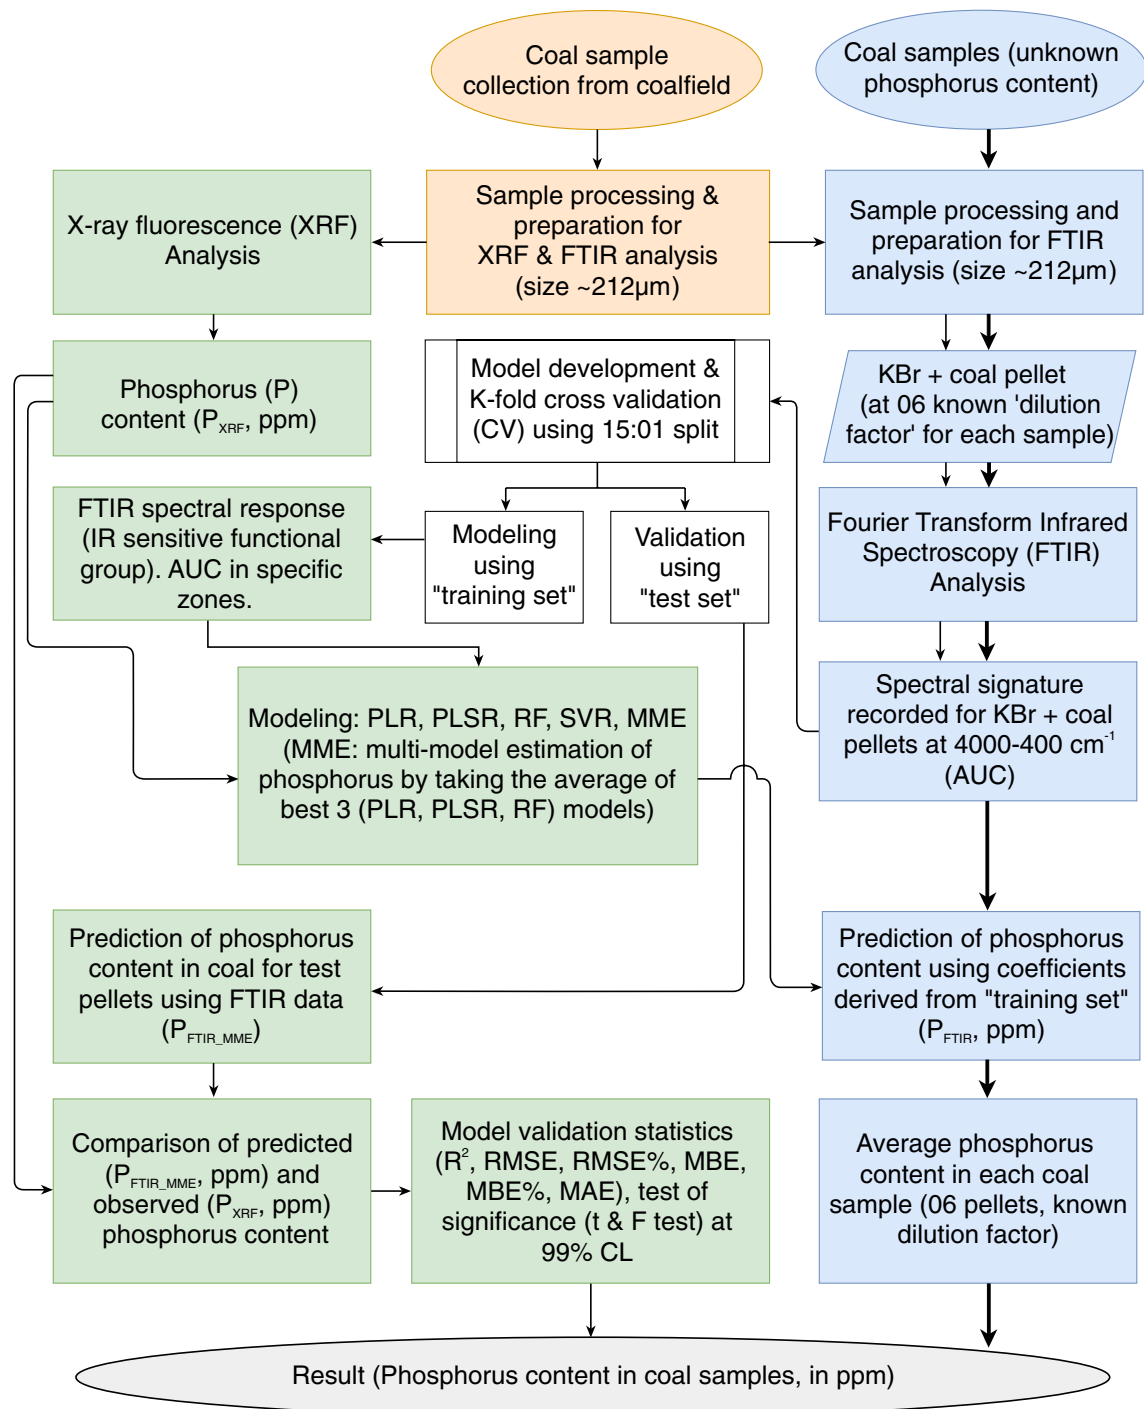 Coal sample
collection from coalfield
Coal samples (unknown
phosphorus content)
X-ray fluorescence (XRF)
Analysis
Sample processing &
preparation for
XRF & FTIR analysis
(size ~212µm)
Sample processing and
preparation for FTIR
analysis (size ~212µm)
Phosphorus (P)
content (P_XRF, ppm)
Model development &
K-fold cross validation
(CV) using 15:01 split
KBr + coal pellet
(at 06 known 'dilution
factor' for each sample)
FTIR spectral response
(IR sensitive functional
group). AUC in specific
zones.
Modeling
using
"training set"
Validation
using
"test set"
Fourier Transform Infrared
Spectroscopy (FTIR)
Analysis
Modeling: PLR, PLSR, RF, SVR, MME
(MME: multi-model estimation of
phosphorus by taking the average of
best 3 (PLR, PLSR, RF) models)
Spectral signature
recorded for KBr + coal
pellets at 4000-400 cm⁻¹
(AUC)
Prediction of phosphorus
content in coal for test
pellets using FTIR data
(P_FTIR_MME)
Prediction of phosphorus
content using coefficients
derived from "training set"
(P_FTIR, ppm)
Comparison of predicted
(P_FTIR_MME, ppm) and
observed (P_XRF, ppm)
phosphorus content
Model validation statistics
(R², RMSE, RMSE%, MBE,
MBE%, MAE), test of
significance (t & F test) at
99% CL
Average phosphorus
content in each coal
sample (06 pellets, known
dilution factor)
Result (Phosphorus content in coal samples, in ppm)